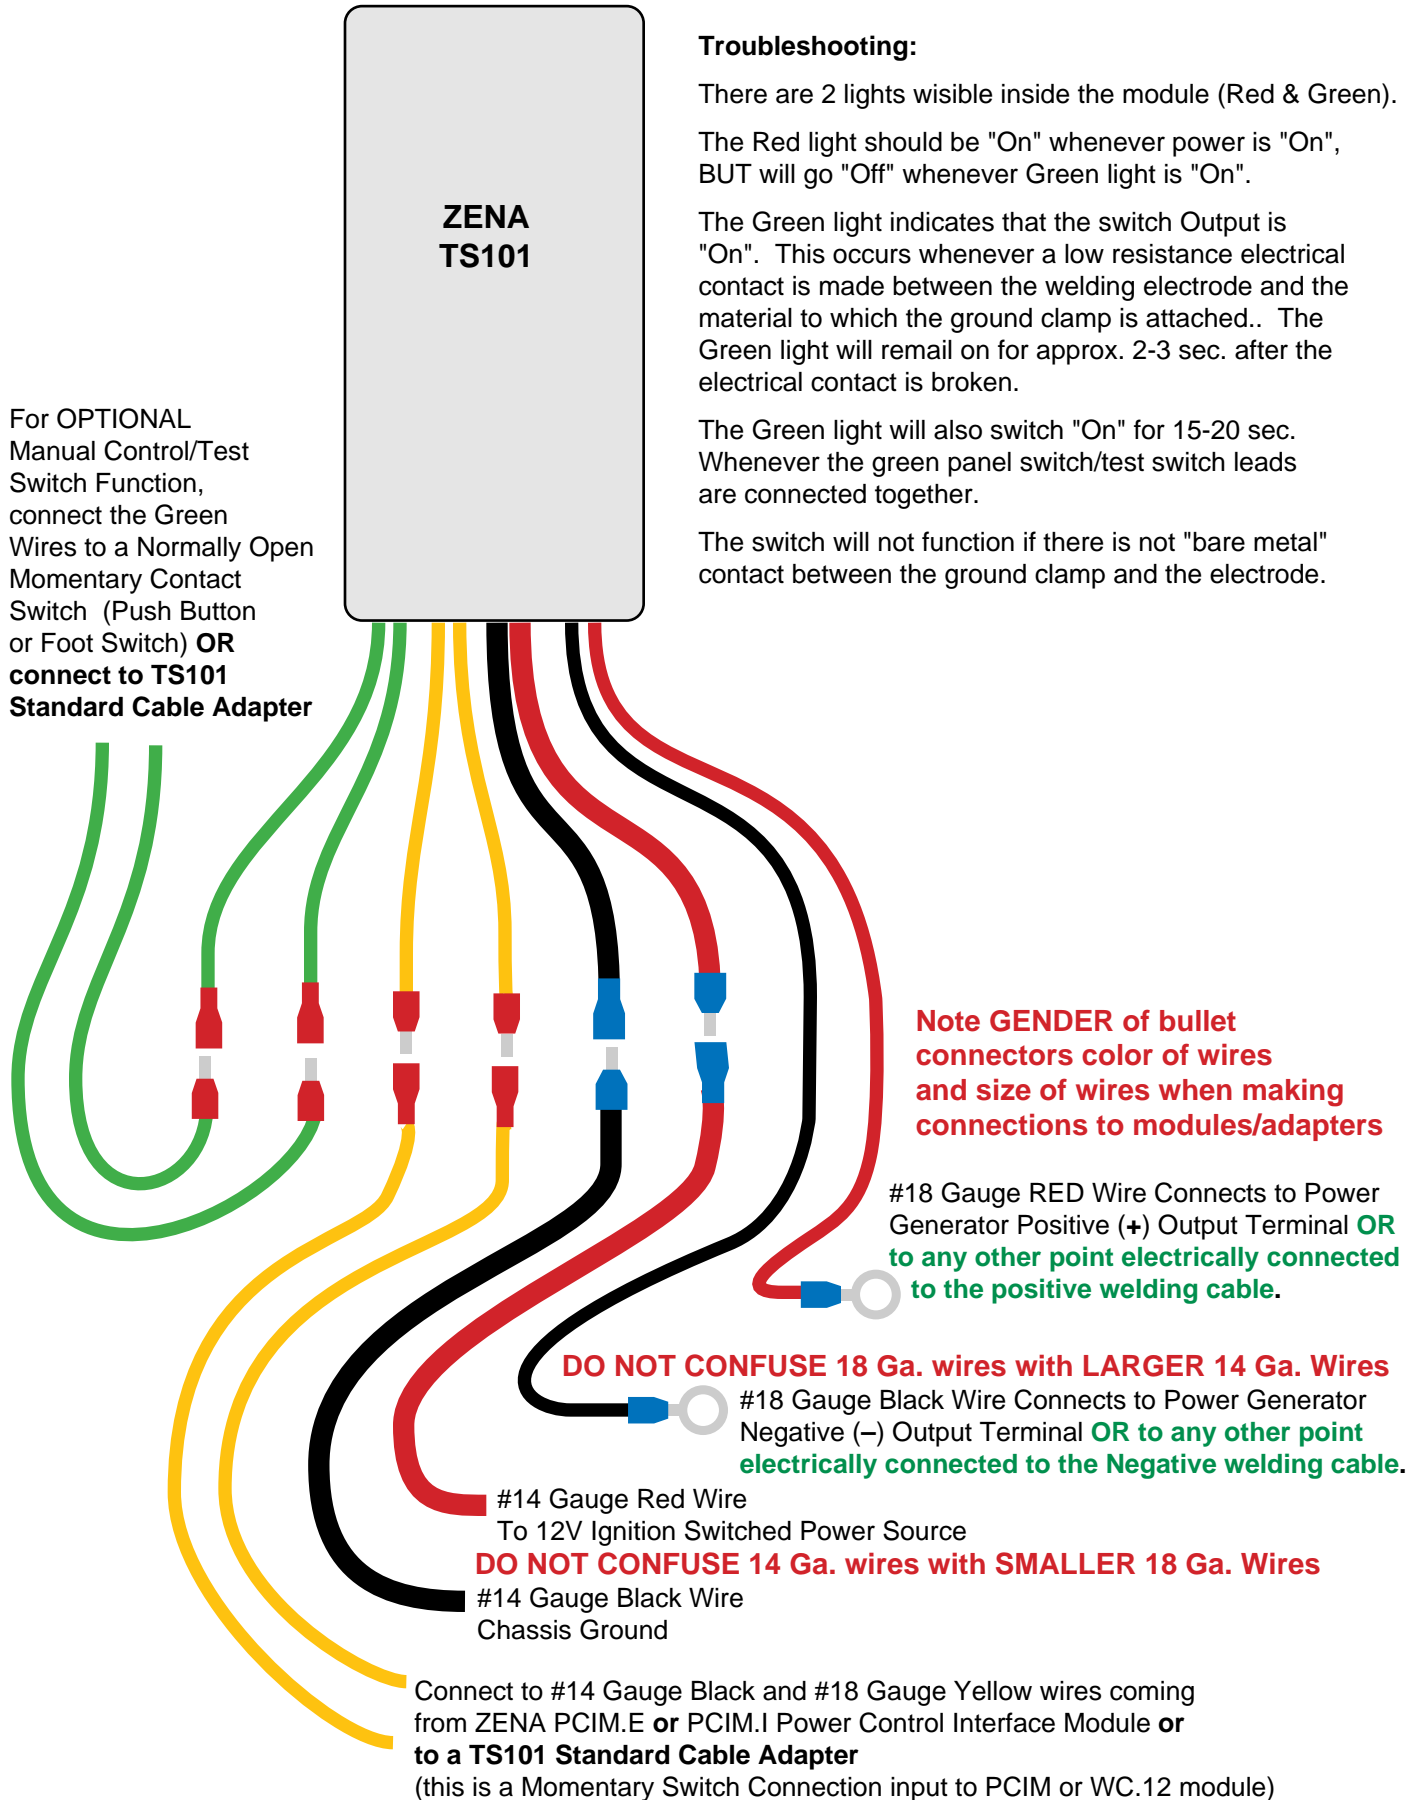 ZENA
TS101
Troubleshooting:
There are 2 lights wisible inside the module (Red & Green).
The Red light should be "On" whenever power is "On",
BUT will go "Off" whenever Green light is "On".
The Green light indicates that the switch Output is
"On".  This occurs whenever a low resistance electrical
contact is made between the welding electrode and the
material to which the ground clamp is attached..  The
Green light will remail on for approx. 2-3 sec. after the
electrical contact is broken.
The Green light will also switch "On" for 15-20 sec.
Whenever the green panel switch/test switch leads
are connected together.
The switch will not function if there is not "bare metal"
contact between the ground clamp and the electrode.
For OPTIONAL
Manual Control/Test
Switch Function,
connect the Green
Wires to a Normally Open
Momentary Contact
Switch  (Push Button
or Foot Switch) OR
connect to TS101
Standard Cable Adapter
Note GENDER of bullet
connectors color of wires
and size of wires when making
connections to modules/adapters
#18 Gauge RED Wire Connects to Power
Generator Positive (+) Output Terminal OR
to any other point electrically connected
to the positive welding cable.
DO NOT CONFUSE 18 Ga. wires with LARGER 14 Ga. Wires
#18 Gauge Black Wire Connects to Power Generator
Negative (–) Output Terminal OR to any other point
electrically connected to the Negative welding cable.
#14 Gauge Red Wire
To 12V Ignition Switched Power Source
DO NOT CONFUSE 14 Ga. wires with SMALLER 18 Ga. Wires
#14 Gauge Black Wire
Chassis Ground
Connect to #14 Gauge Black and #18 Gauge Yellow wires coming
from ZENA PCIM.E or PCIM.I Power Control Interface Module or
to a TS101 Standard Cable Adapter
(this is a Momentary Switch Connection input to PCIM or WC.12 module)